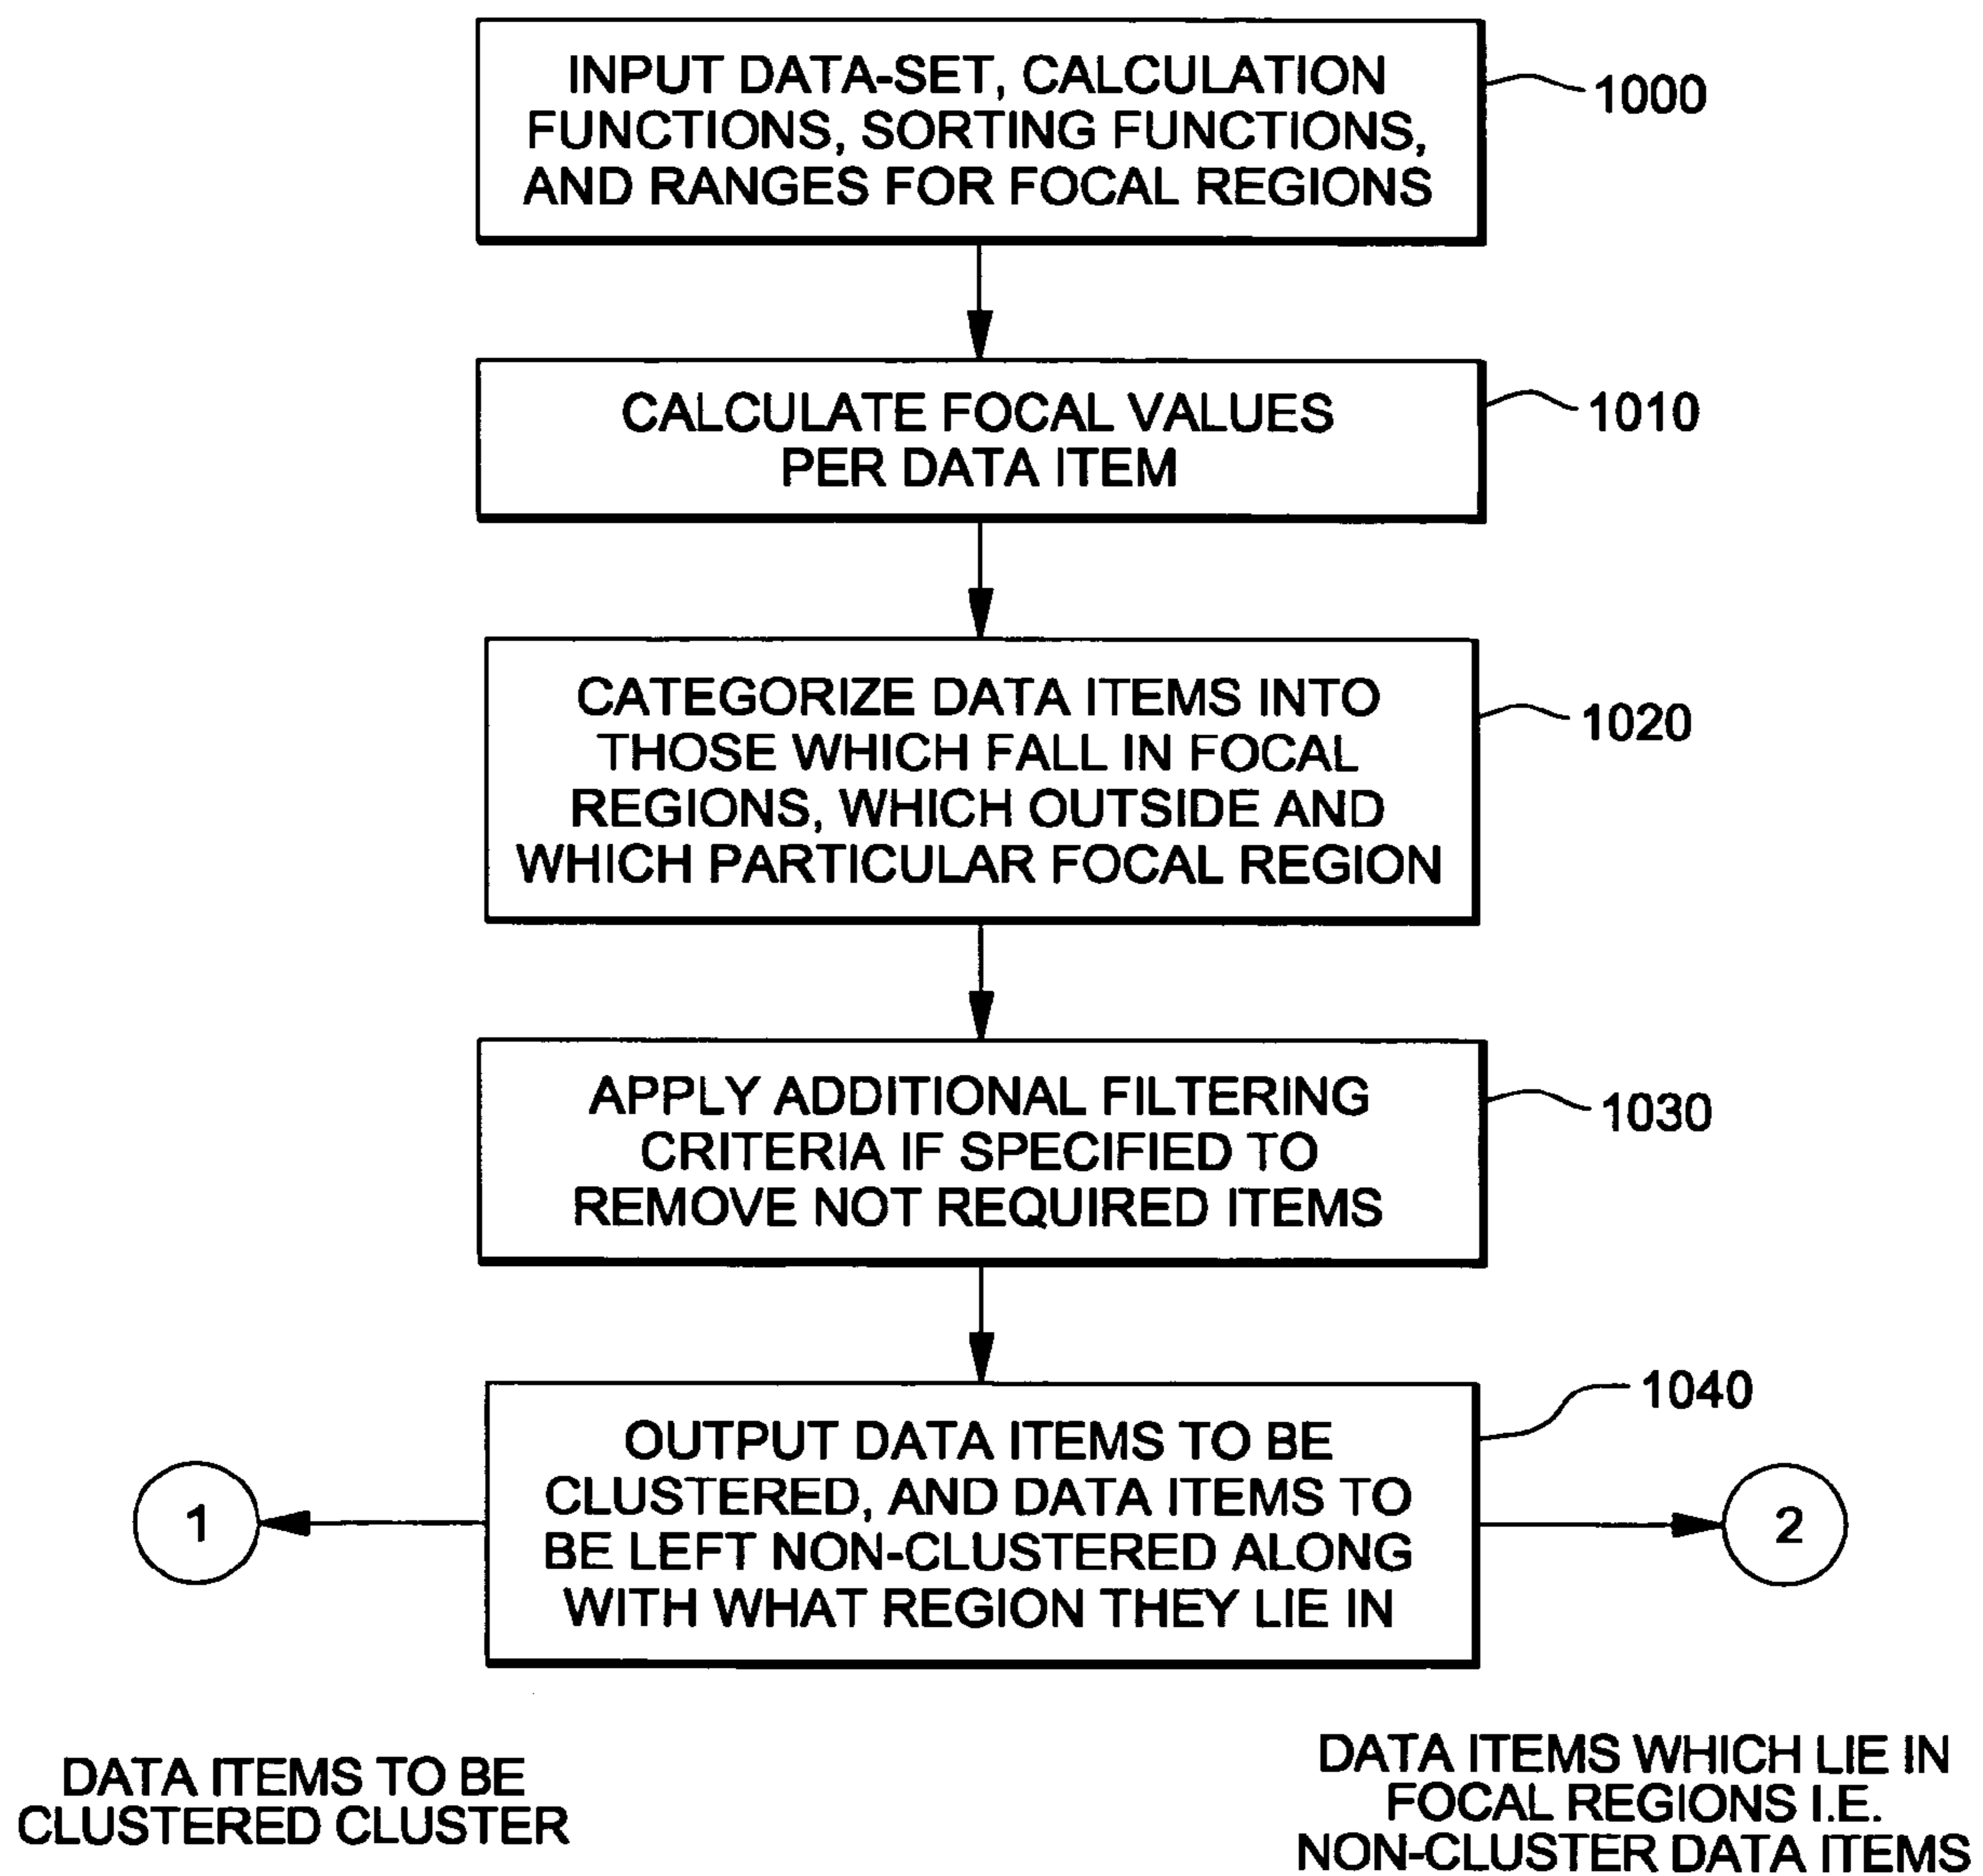 INPUT DATA-SET, CALCULATION
FUNCTIONS, SORTING FUNCTIONS,
AND RANGES FOR FOCAL REGIONS
1000
CALCULATE FOCAL VALUES
PER DATA ITEM
1010
CATEGORIZE DATA ITEMS INTO
THOSE WHICH FALL IN FOCAL
REGIONS, WHICH OUTSIDE AND
WHICH PARTICULAR FOCAL REGION
1020
APPLY ADDITIONAL FILTERING
CRITERIA IF SPECIFIED TO
REMOVE NOT REQUIRED ITEMS
1030
OUTPUT DATA ITEMS TO BE
CLUSTERED, AND DATA ITEMS TO
BE LEFT NON-CLUSTERED ALONG
WITH WHAT REGION THEY LIE IN
1040
1
2
DATA ITEMS TO BE
CLUSTERED CLUSTER
DATA ITEMS WHICH LIE IN
FOCAL REGIONS I.E.
NON-CLUSTER DATA ITEMS